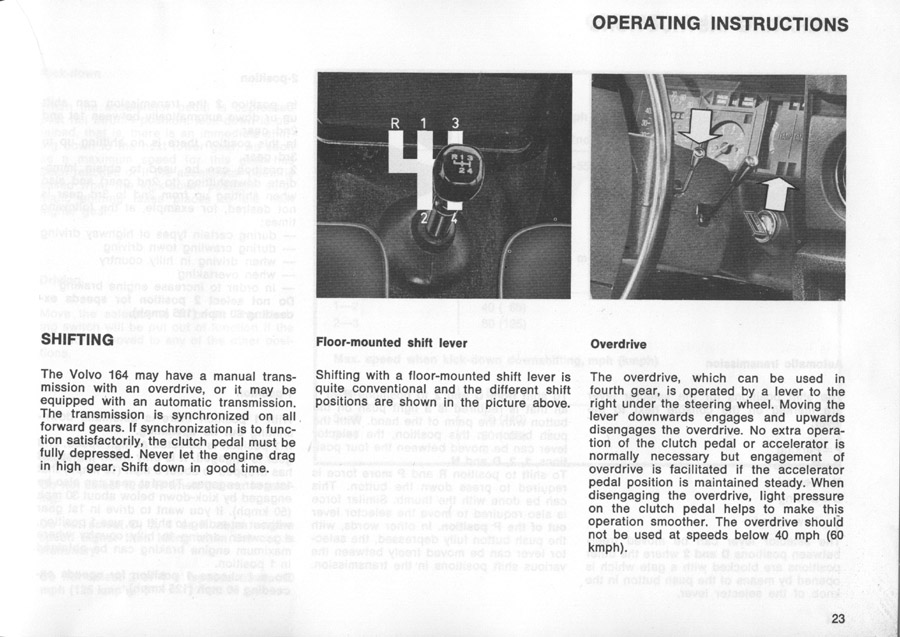 OPERATING INSTRUCTIONS
R 1 3
R 1 3
2 4
2 4
SHIFTING
The Volvo 164 may have a manual trans-
mission with an overdrive, or it may be
equipped with an automatic transmission.
The transmission is synchronized on all
forward gears. If synchronization is to func-
tion satisfactorily, the clutch pedal must be
fully depressed. Never let the engine drag
in high gear. Shift down in good time.
Floor-mounted shift lever
Shifting with a floor-mounted shift lever is
quite conventional and the different shift
positions are shown in the picture above.
Overdrive
The overdrive, which can be used in
fourth gear, is operated by a lever to the
right under the steering wheel. Moving the
lever downwards engages and upwards
disengages the overdrive. No extra opera-
tion of the clutch pedal or accelerator is
normally necessary but engagement of
overdrive is facilitated if the accelerator
pedal position is maintained steady. When
disengaging the overdrive, light pressure
on the clutch pedal helps to make this
operation smoother. The overdrive should
not be used at speeds below 40 mph (60
kmph).
23